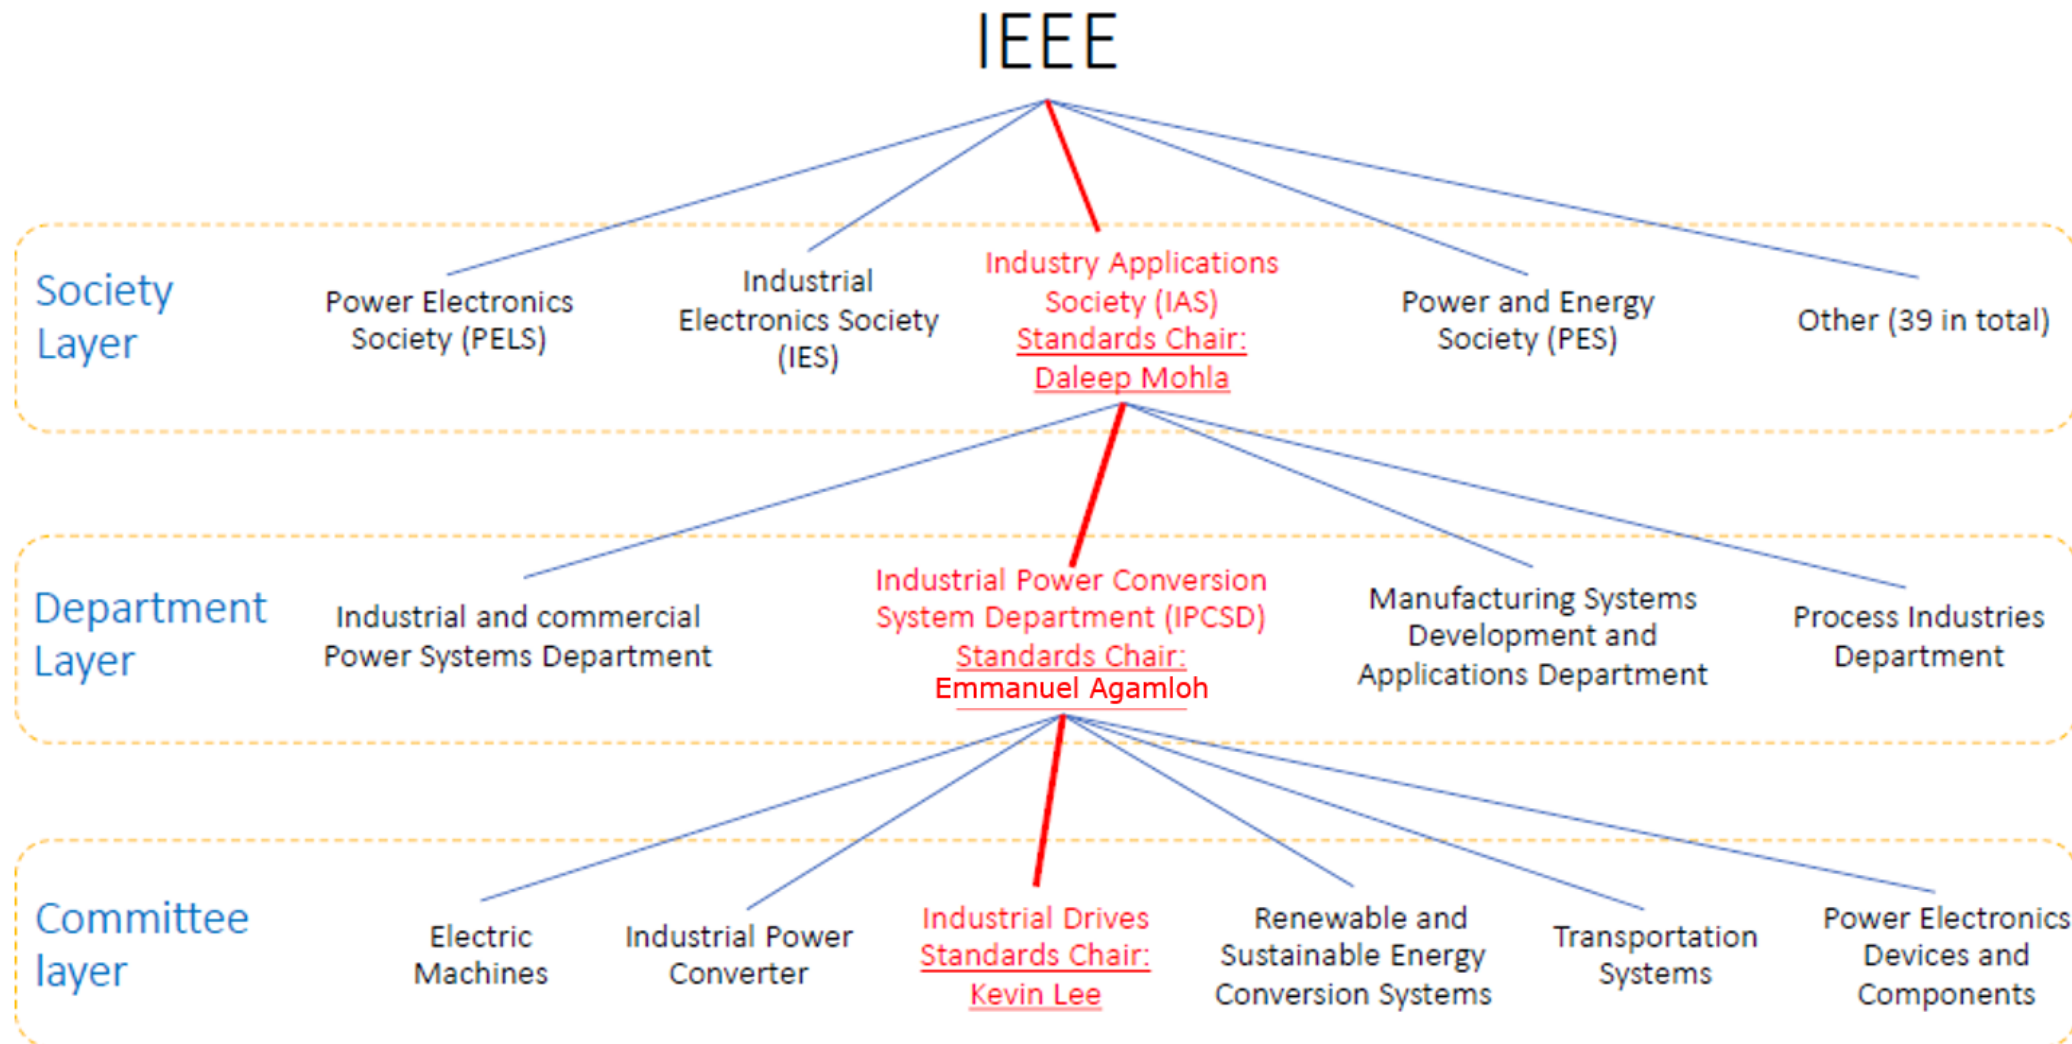 IEEE
Society
Layer
Power Electronics
Society (PELS)
Industrial
Electronics Society
(IES)
Industry Applications
Society (IAS)
Standards Chair:
Daleep Mohla
Power and Energy
Society (PES)
Other (39 in total)
Department
Layer
Industrial and commercial
Power Systems Department
Industrial Power Conversion
System Department (IPCSD)
Standards Chair:
Emmanuel Agamloh
Manufacturing Systems
Development and
Applications Department
Process Industries
Department
Committee
layer
Electric
Machines
Industrial Power
Converter
Industrial Drives
Standards Chair:
Kevin Lee
Renewable and
Sustainable Energy
Conversion Systems
Transportation
Systems
Power Electronics
Devices and
Components